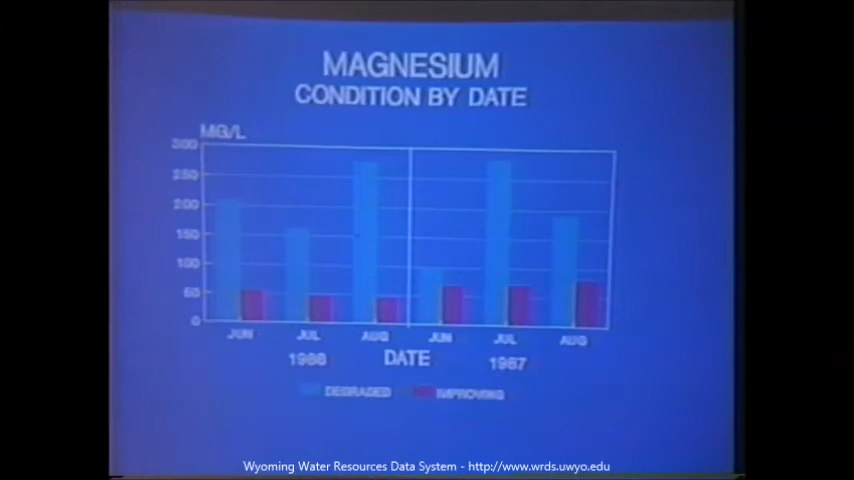 MAGNESIUM
CONDITION BY DATE
MG/L
300
250
200
150
100
50
0
JUN JUL AUG JUN JUL AUG
1986 DATE 1987
DEGRADED IMPROVING
Wyoming Water Resources Data System - http://www.wrds.uwyo.edu